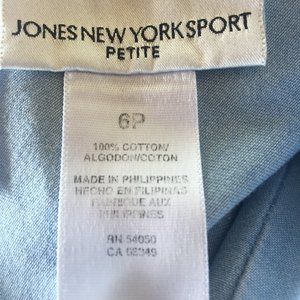 JONES NEW YORK SPORT
PETITE
6P
100% COTTON/
ALGODON/COTON
MADE IN PHILIPPINES
HECHO EN FILIPINAS
FABRIQUE AUX
PHILIPPINES
RN 54050
CA 02349